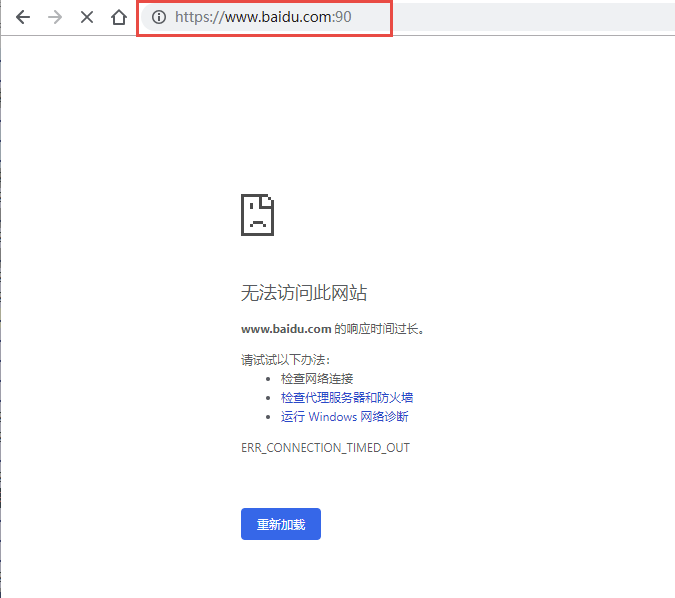 https://www.baidu.com:90
无法访问此网站
www.baidu.com 的响应时间过长。
请试试以下办法：
检查网络连接
检查代理服务器和防火墙
运行 Windows 网络诊断
ERR_CONNECTION_TIMED_OUT
重新加载